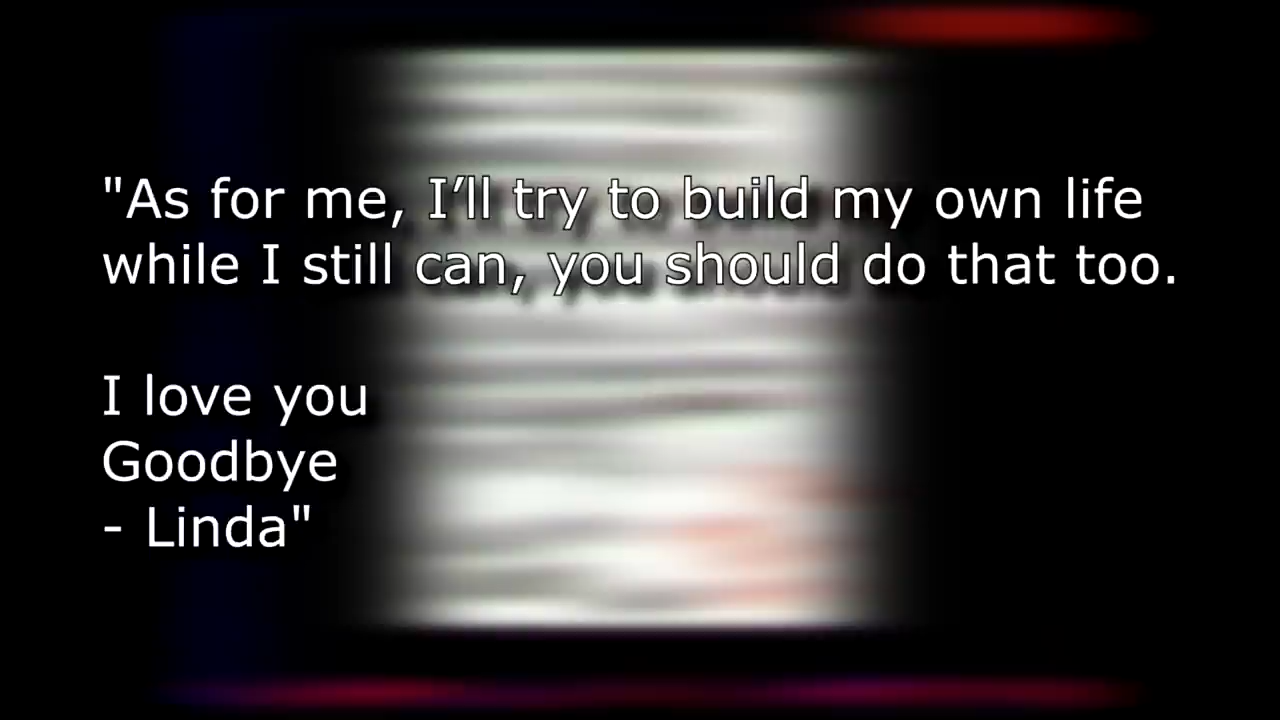 "As for me, I’ll try to build my own life
while I still can, you should do that too.
I love you
Goodbye
- Linda"